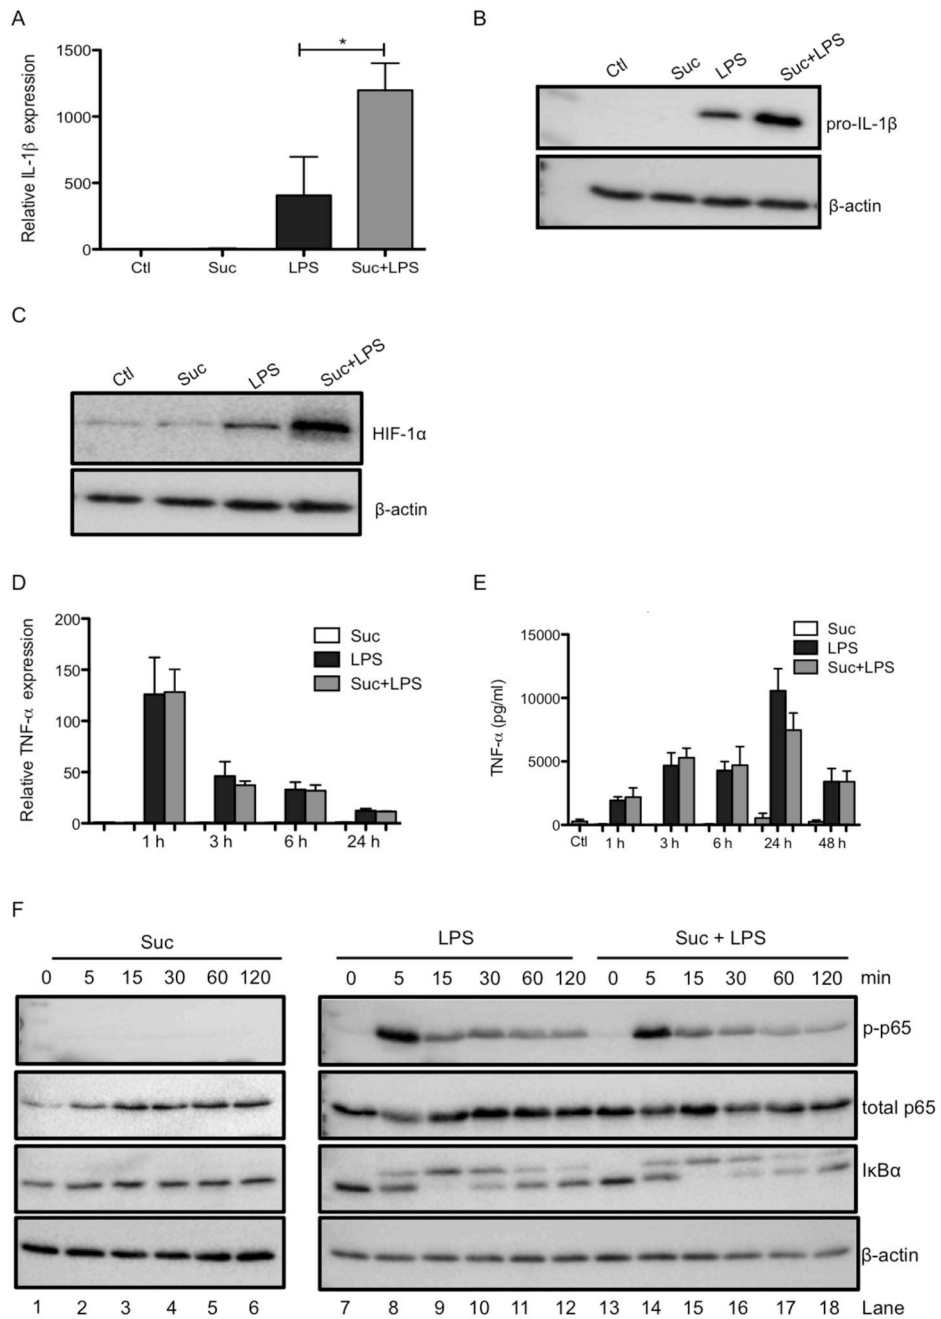 A
Relative IL-1β expression
1500
1000
500
0
*
Ctl Suc LPS Suc+LPS
B
Ctl Suc LPS Suc+LPS
pro-IL-1β
β-actin
C
Ctl Suc LPS Suc+LPS
HIF-1α
β-actin
D
Relative TNF-α expression
200
150
100
50
0
Suc
LPS
Suc+LPS
1 h 3 h 6 h 24 h
E
TNF-α (pg/ml)
15000
10000
5000
0
Suc
LPS
Suc+LPS
Ctl 1 h 3 h 6 h 24 h 48 h
F
Suc LPS Suc + LPS
0 5 15 30 60 120 0 5 15 30 60 120 0 5 15 30 60 120 min
p-p65
total p65
IκBα
β-actin
1 2 3 4 5 6 7 8 9 10 11 12 13 14 15 16 17 18 Lane